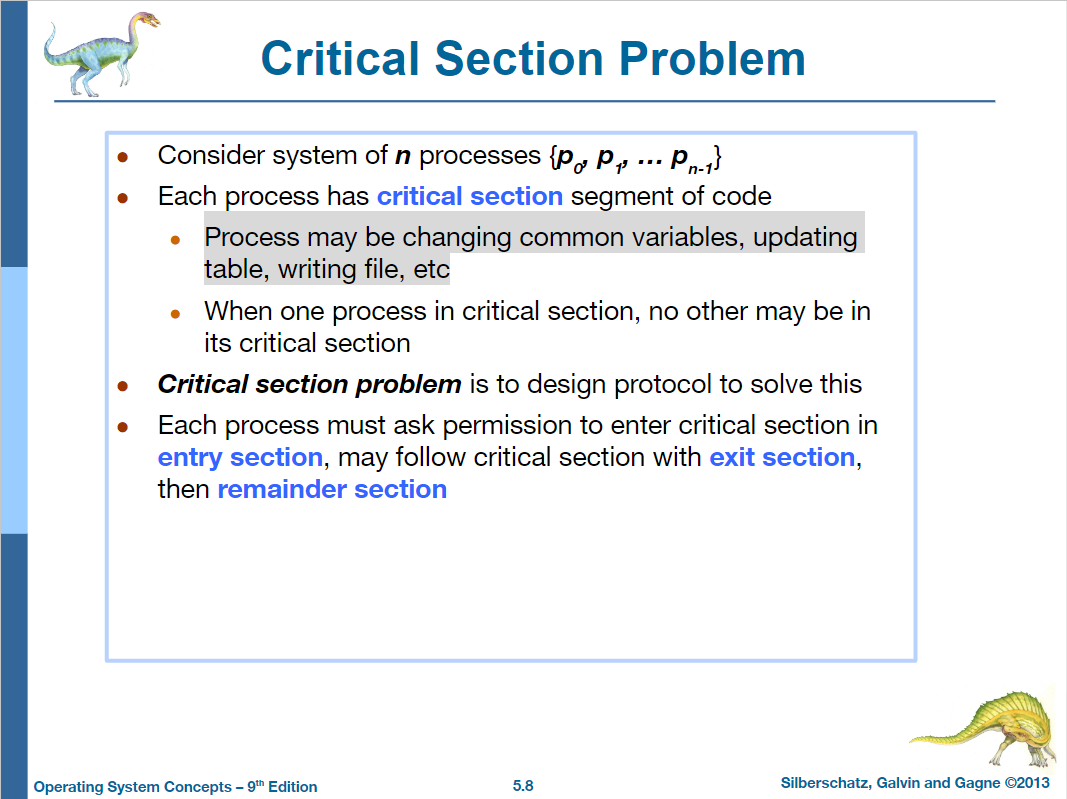 Critical Section Problem
● Consider system of n processes {p0, p1, … pn-1}
● Each process has critical section segment of code
● Process may be changing common variables, updating
table, writing file, etc
● When one process in critical section, no other may be in
its critical section
● Critical section problem is to design protocol to solve this
● Each process must ask permission to enter critical section in
entry section, may follow critical section with exit section,
then remainder section
Operating System Concepts – 9th Edition
5.8
Silberschatz, Galvin and Gagne ©2013